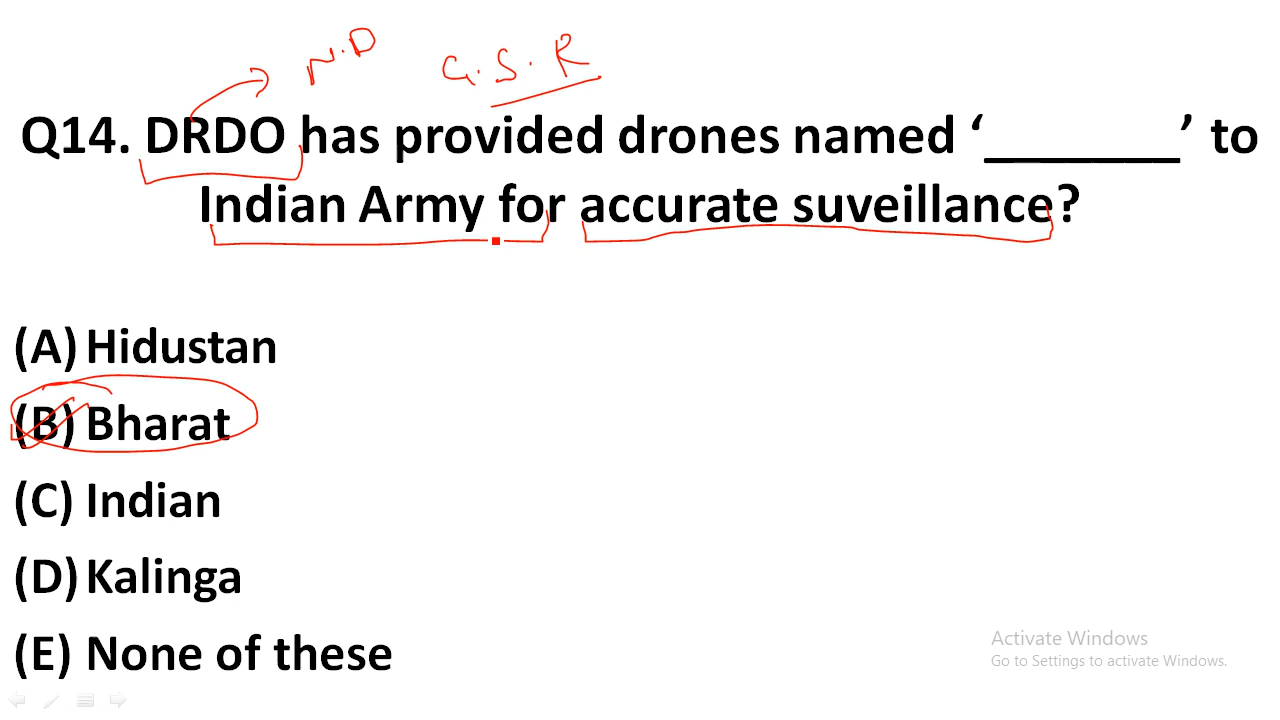 N.D G.S.R
Q14. DRDO has provided drones named ‘_______’ to
Indian Army for accurate suveillance?
(A) Hidustan
(B) Bharat
(C) Indian
(D) Kalinga
(E) None of these
Activate Windows
Go to Settings to activate Windows.